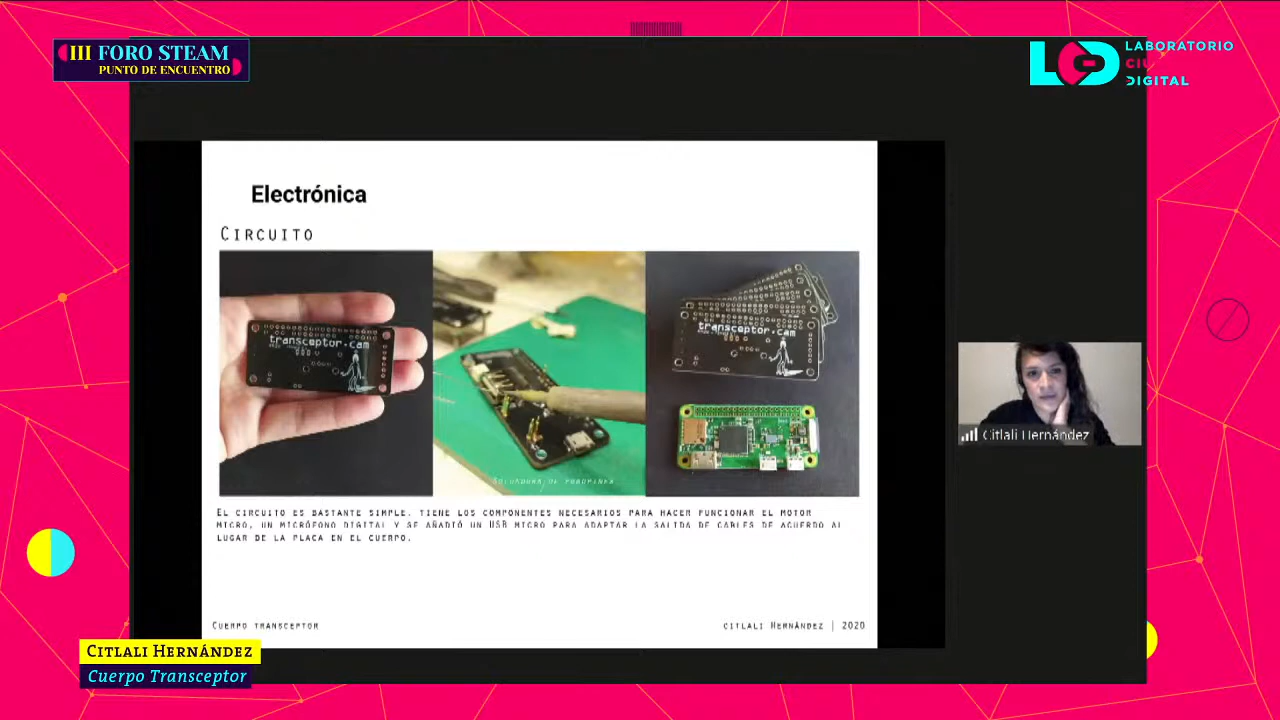 III FORO STEAM
PUNTO DE ENCUENTRO
LABORATORIO
DIGITAL
Electrónica
CIRCUITO
transceptor.cam
transceptor.cam
EL CIRCUITO ES BASTANTE SIMPLE. TIENE LOS COMPONENTES NECESARIOS PARA HACER FUNCIONAR EL MOTOR
MICRO, UN MICRÓFONO DIGITAL Y SE AÑADIÓ UN USB MICRO PARA ADAPTAR LA SALIDA DE CABLES DE ACUERDO AL
LUGAR DE LA PLACA EN EL CUERPO.
CUERPO TRANSCEPTOR
CITLALI HERNÁNDEZ | 2020
Citlali Hernández
CITLALI HERNÁNDEZ
Cuerpo Transceptor